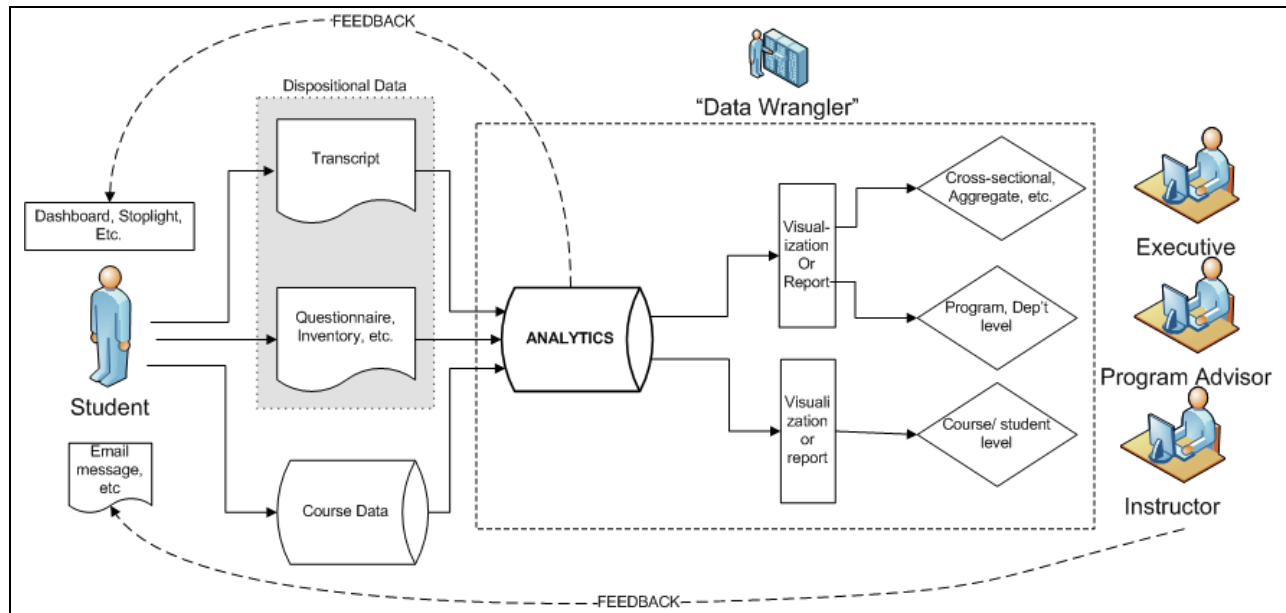 FEEDBACK
Dispositional Data
Transcript
Dashboard, Stoplight,
Etc.
Questionnaire,
Inventory, etc.
Student
Email
message,
etc
Course Data
ANALYTICS
"Data Wrangler"
Visual-
ization
Or
Report
Cross-sectional,
Aggregate, etc.
Program, Dep't
level
Visuali
zation
or
report
Course/ student
level
Executive
Program Advisor
Instructor
FEEDBACK